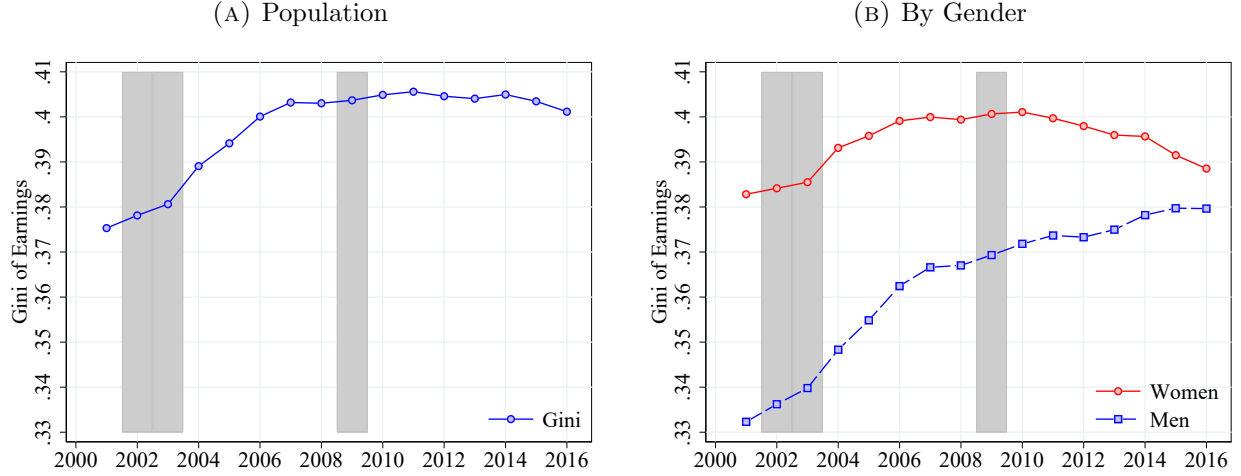 (A) Population
Gini of Earnings
.41
.4
.39
.38
.37
.36
.35
.34
.33
2000 2002 2004 2006 2008 2010 2012 2014 2016
Gini
(B) By Gender
Gini of Earnings
.41
.4
.39
.38
.37
.36
.35
.34
.33
2000 2002 2004 2006 2008 2010 2012 2014 2016
Women
Men